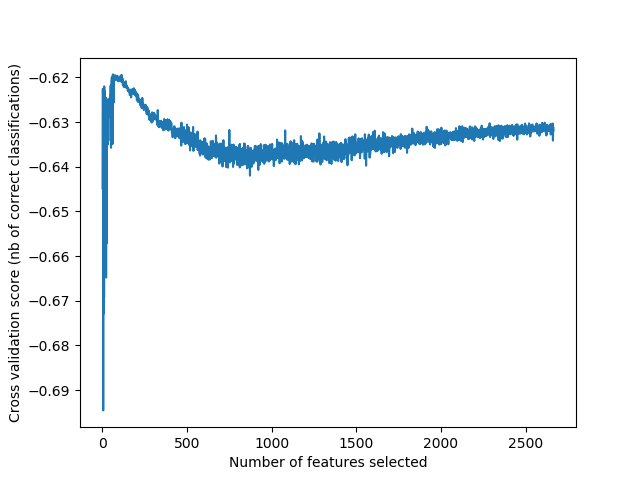 Cross validation score (nb of correct classifications)
−0.62
−0.63
−0.64
−0.65
−0.66
−0.67
−0.68
−0.69
0 500 1000 1500 2000 2500
Number of features selected